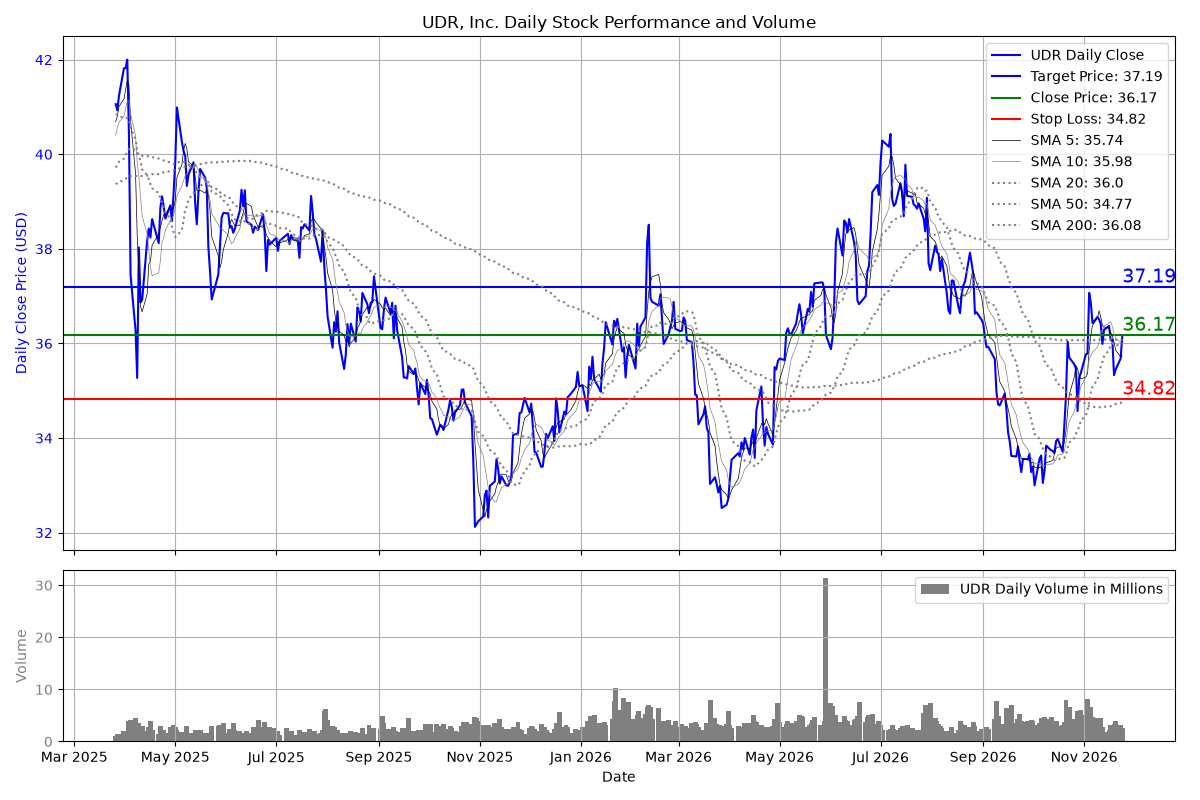 UDR, Inc. Daily Stock Performance and Volume
Daily Close Price (USD)
42
40
38
36
34
32
UDR Daily Close
Target Price: 37.19
Close Price: 36.17
Stop Loss: 34.82
SMA 5: 35.74
SMA 10: 35.98
SMA 20: 36.0
SMA 50: 34.77
SMA 200: 36.08
37.19
36.17
34.82
Volume
30
20
10
0
UDR Daily Volume in Millions
Mar 2025
May 2025
Jul 2025
Sep 2025
Nov 2025
Jan 2026
Mar 2026
May 2026
Jul 2026
Sep 2026
Nov 2026
Date